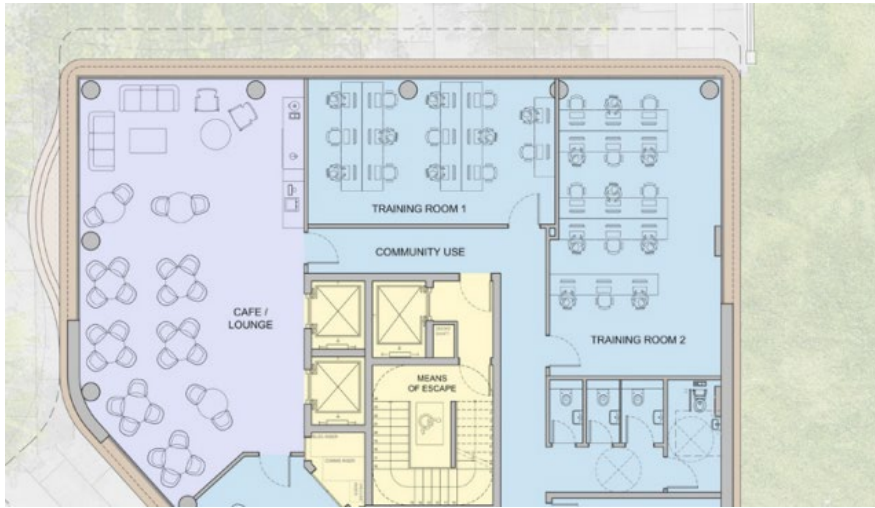 TRAINING ROOM 1
COMMUNITY USE
CAFE /
LOUNGE
TRAINING ROOM 2
MEANS
OF ESCAPE